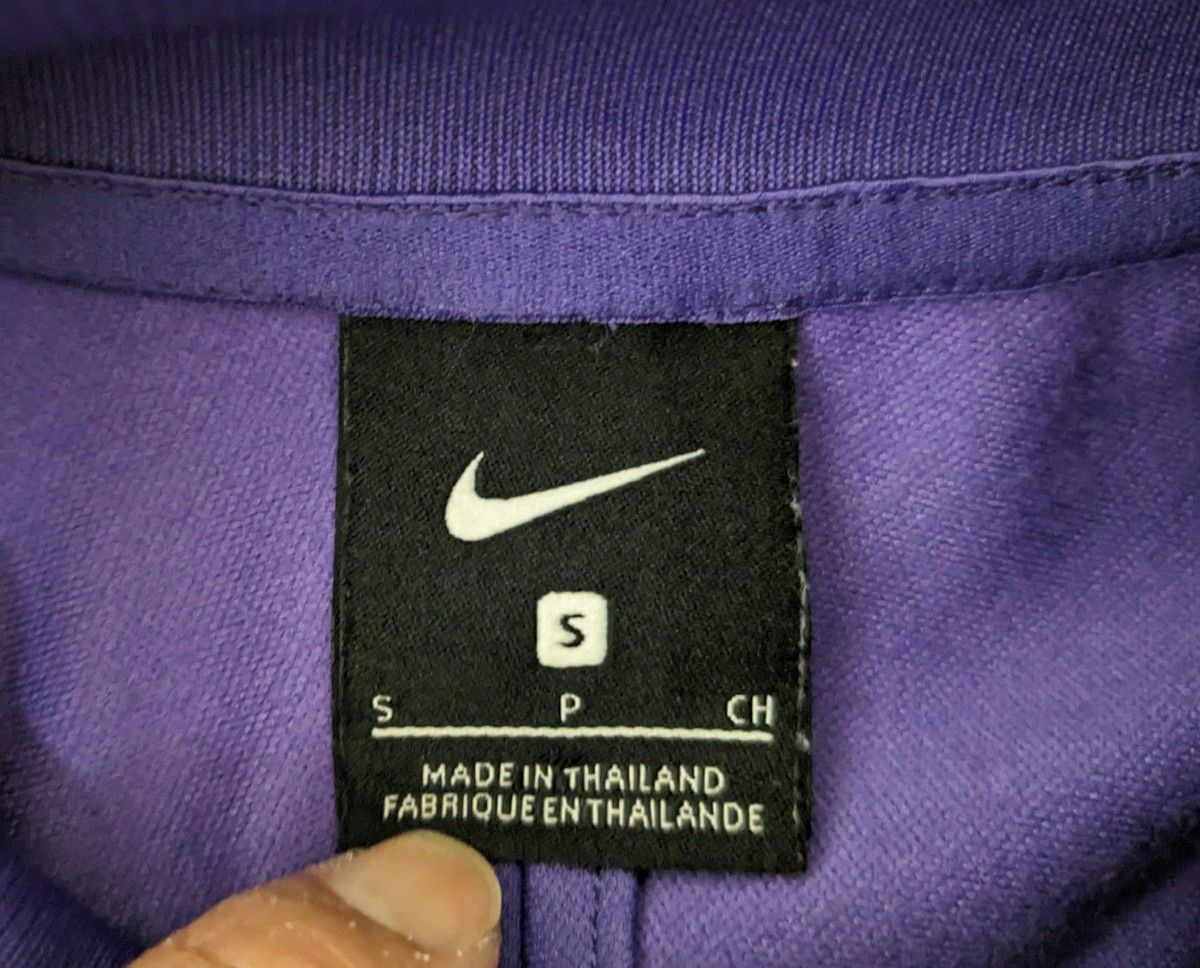 S
S P CH
MADE IN THAILAND
FABRIQUE EN THAILANDE